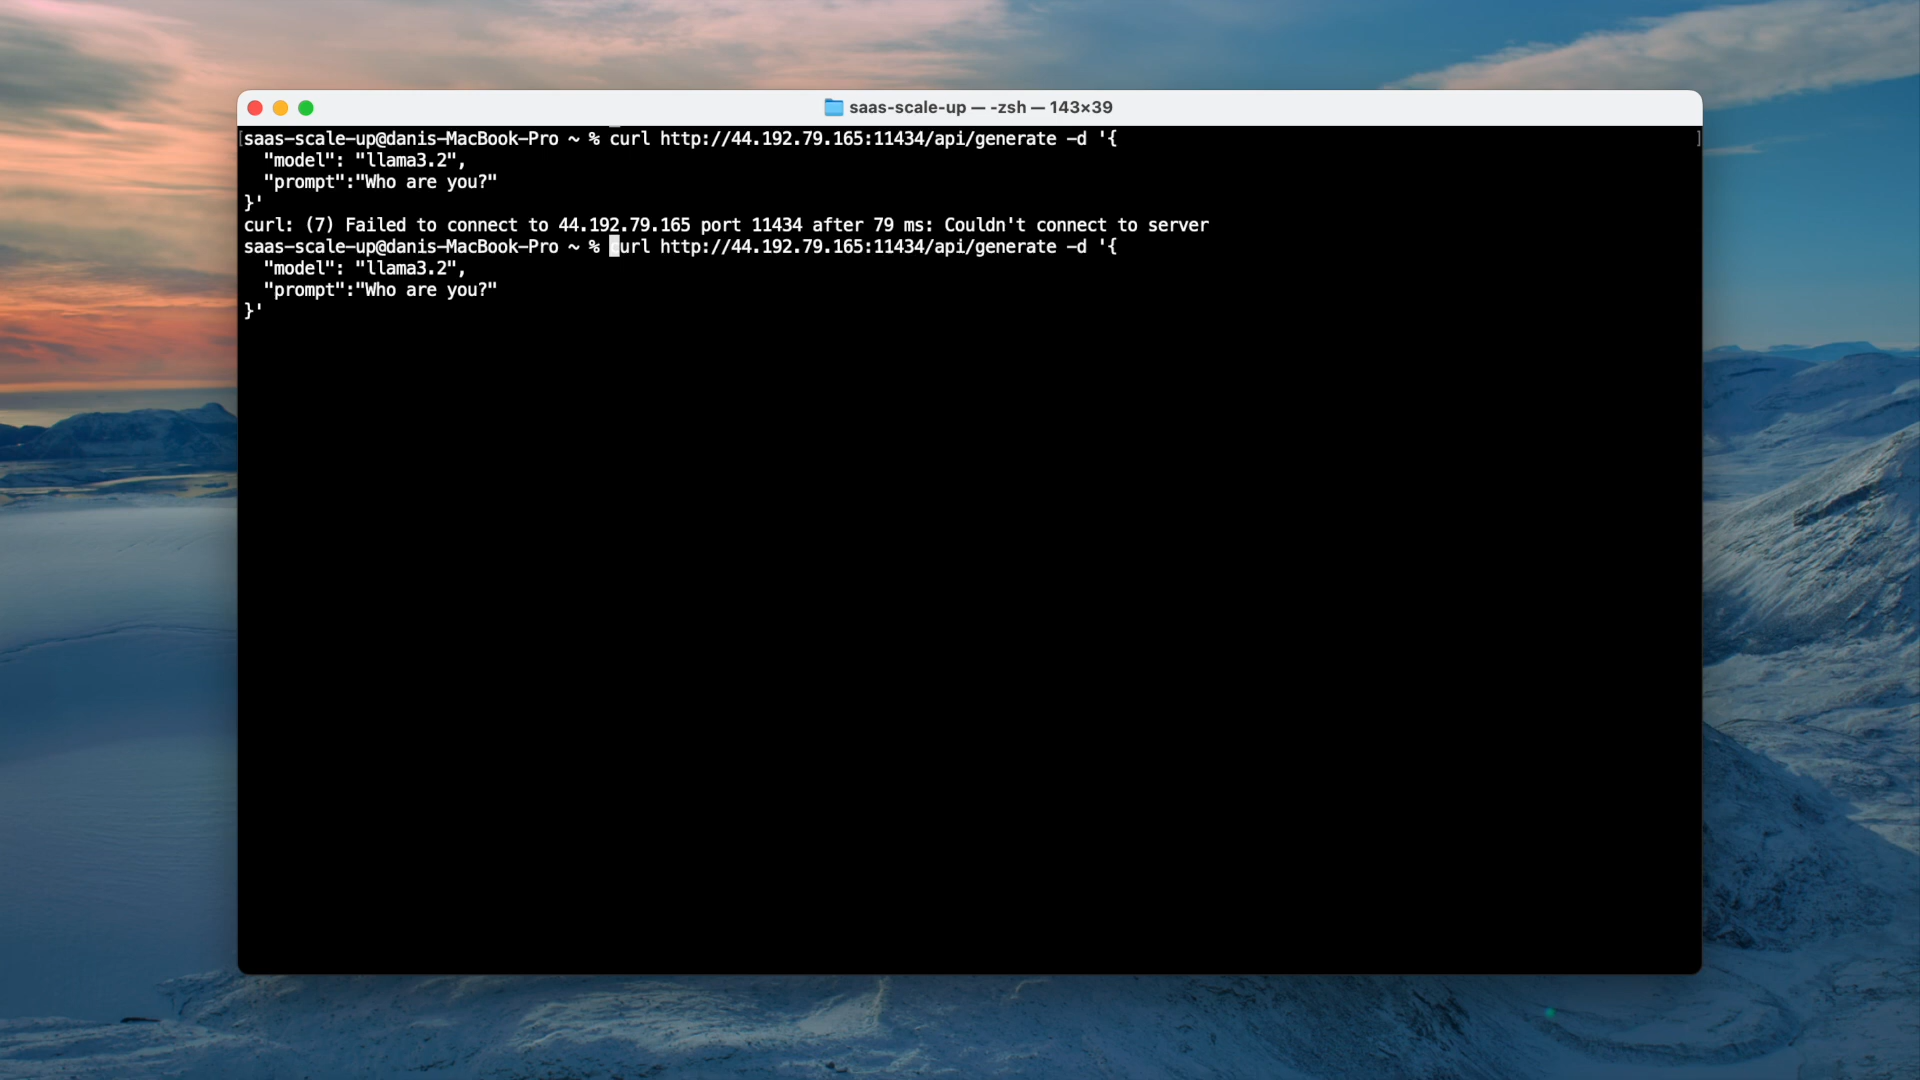 saas-scale-up — -zsh — 143×39
[saas-scale-up@danis-MacBook-Pro ~ % curl http://44.192.79.165:11434/api/generate -d '{ ]
  "model": "llama3.2",
  "prompt":"Who are you?"
}'
curl: (7) Failed to connect to 44.192.79.165 port 11434 after 79 ms: Couldn't connect to server
saas-scale-up@danis-MacBook-Pro ~ % curl http://44.192.79.165:11434/api/generate -d '{
  "model": "llama3.2",
  "prompt":"Who are you?"
}'